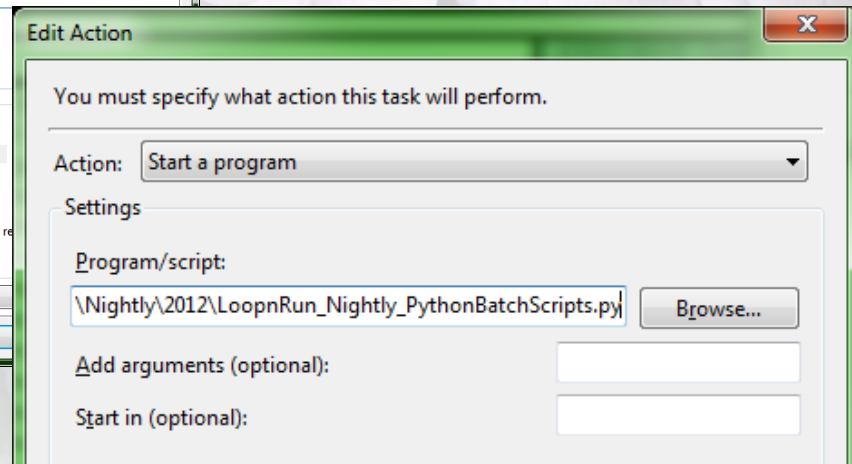 Edit Action
You must specify what action this task will perform.
Action: Start a program
Settings
Program/script:
\Nightly\2012\LoopnRun_Nightly_PythonBatchScripts.py Browse...
Add arguments (optional):
Start in (optional):
re